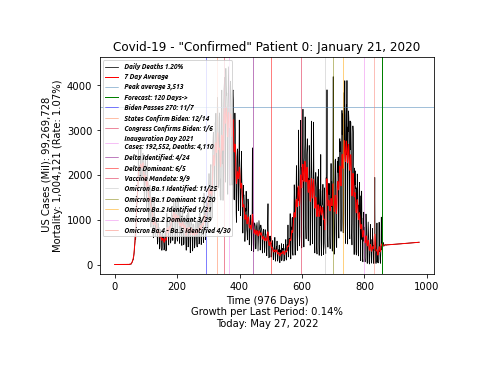 Covid-19 - "Confirmed" Patient 0: January 21, 2020
US Cases (Mil): 99,269,728
Mortality: 1,004,121 (Rate: 1.07%)
4000
3000
2000
1000
0
Daily Deaths 1.20%
7 Day Average
Peak average 3,513
Forecast: 120 Days->
Biden Passes 270: 11/7
States Confirm Biden: 12/14
Congress Confirms Biden: 1/6
Inauguration Day 2021
Cases: 192,552, Deaths: 4,110
Delta Identified: 4/24
Delta Dominant: 6/5
Vaccine Mandate: 9/9
Omicron Ba.1 Identified: 11/25
Omicron Ba.1 Dominant 12/20
Omicron Ba.2 Identified 1/21
Omicron Ba.2 Dominant 3/29
Omicron Ba.4 - Ba.5 Identified 4/30
0 200 400 600 800 1000
Time (976 Days)
Growth per Last Period: 0.14%
Today: May 27, 2022